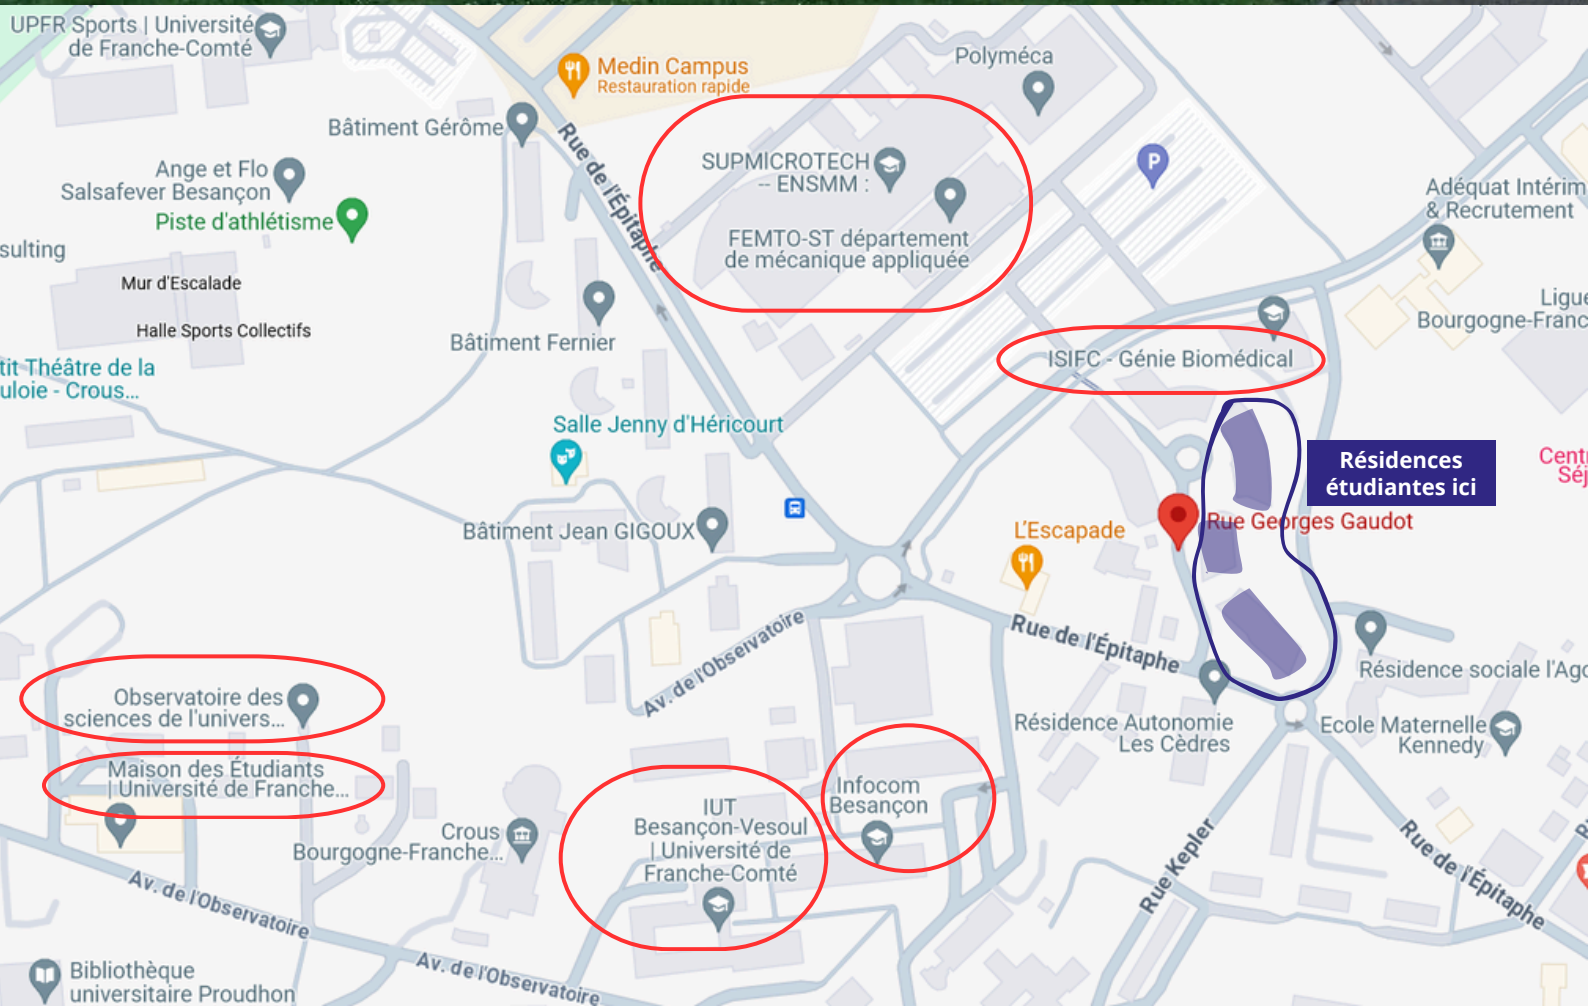 UPFR Sports | Université
de Franche-Comté
Medin Campus
Restauration rapide
Polyméca
Bâtiment Gérôme
Rue de l'Épitaphe
SUPMICROTECH
-- ENSMM :
FEMTO-ST département
de mécanique appliquée
P
Ange et Flo
Salsafever Besançon
Piste d'athlétisme
sulting
Mur d'Escalade
Halle Sports Collectifs
Adéquat Intérim
& Recrutement
Ligue
Bourgogne-Franc
Bâtiment Fernier
ISIFC - Génie Biomédical
tit Théâtre de la
uloie - Crous...
Salle Jenny d'Héricourt
Résidences
étudiantes ici
Cent
Séj
Rue Georges Gaudot
Bâtiment Jean GIGOUX
L'Escapade
Rue de l'Épitaphe
Av. de l'Observatoire
Résidence sociale l'Ago
Observatoire des
sciences de l'univers...
Résidence Autonomie
Les Cèdres
Ecole Maternelle
Kennedy
Maison des Étudiants
| Université de Franche...
Infocom
Besançon
IUT
Besançon-Vesoul
| Université de
Franche-Comté
Crous
Bourgogne-Franche...
Rue Kepler
Rue de l'Épitaphe
Av. de l'Observatoire
Av. de l'Observatoire
Bibliothèque
universitaire Proudhon